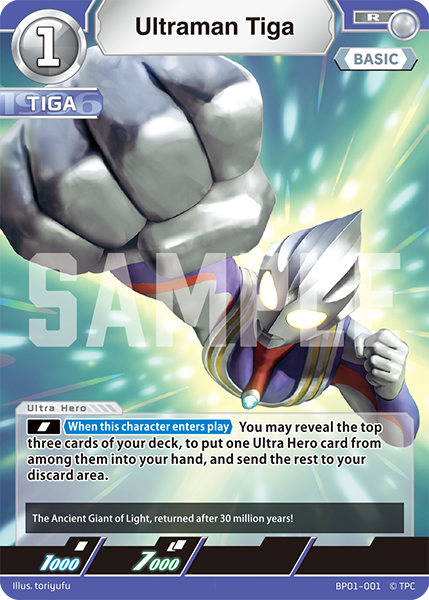 1
Ultraman Tiga
R
BASIC
1996
TIGA
SAMPLE
Ultra Hero
When this character enters play You may reveal the top
three cards of your deck, to put one Ultra Hero card from
among them into your hand, and send the rest to your
discard area.
The Ancient Giant of Light, returned after 30 million years!
1000 7000
Illus. toriyufu BP01-001 © TPC